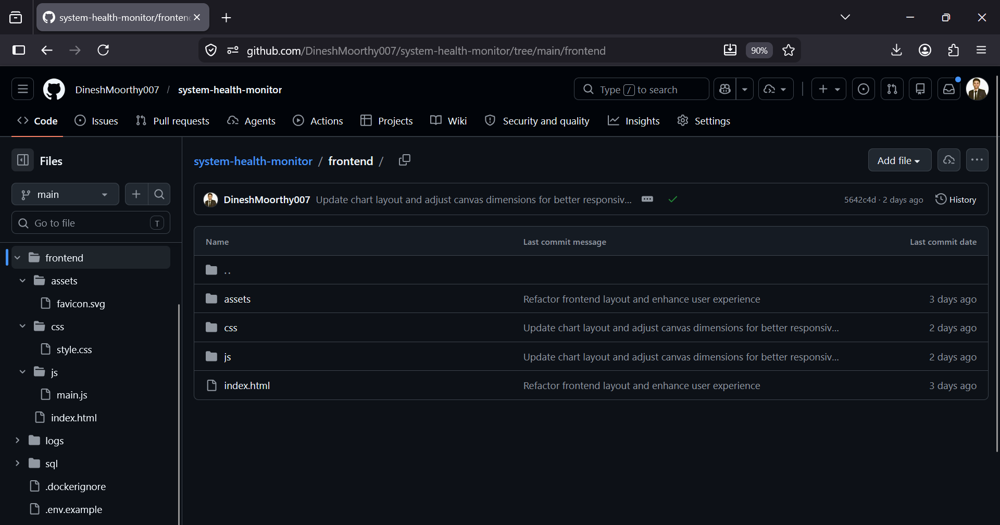 system-health-monitor/fronten
github.com/DineshMoorthy007/system-health-monitor/tree/main/frontend
90%
DineshMoorthy007 / system-health-monitor
Type / to search
Code Issues Pull requests Agents Actions Projects Wiki Security and quality Insights Settings
Files
main
Go to file T
frontend
assets
favicon.svg
css
style.css
js
main.js
index.html
logs
sql
.dockerignore
.env.example
system-health-monitor / frontend /
Add file
DineshMoorthy007 Update chart layout and adjust canvas dimensions for better responsiv... 5642c4d · 2 days ago History
Name Last commit message Last commit date
..
assets Refactor frontend layout and enhance user experience 3 days ago
css Update chart layout and adjust canvas dimensions for better responsiv... 2 days ago
js Update chart layout and adjust canvas dimensions for better responsiv... 2 days ago
index.html Refactor frontend layout and enhance user experience 3 days ago